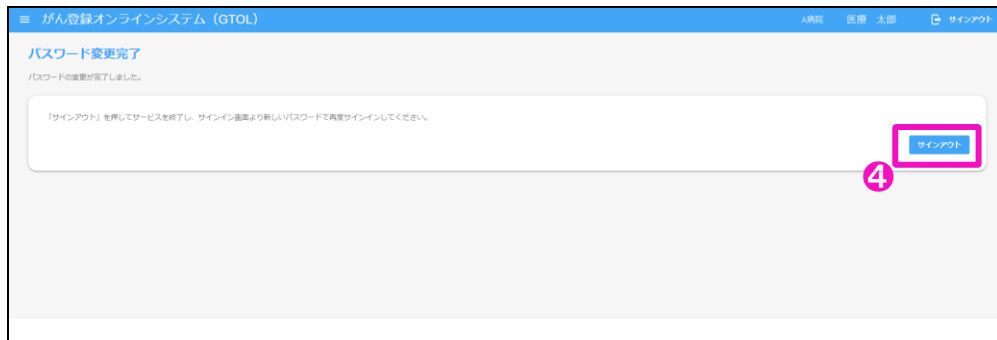 ≡ がん登録オンラインシステム（GTOL） A病院 医療 太郎 サインアウト
パスワード変更完了
パスワードの変更が完了しました。
「サインアウト」を押してサービスを終了し、サインイン画面より新しいパスワードで再度サインインしてください。
サインアウト
❹